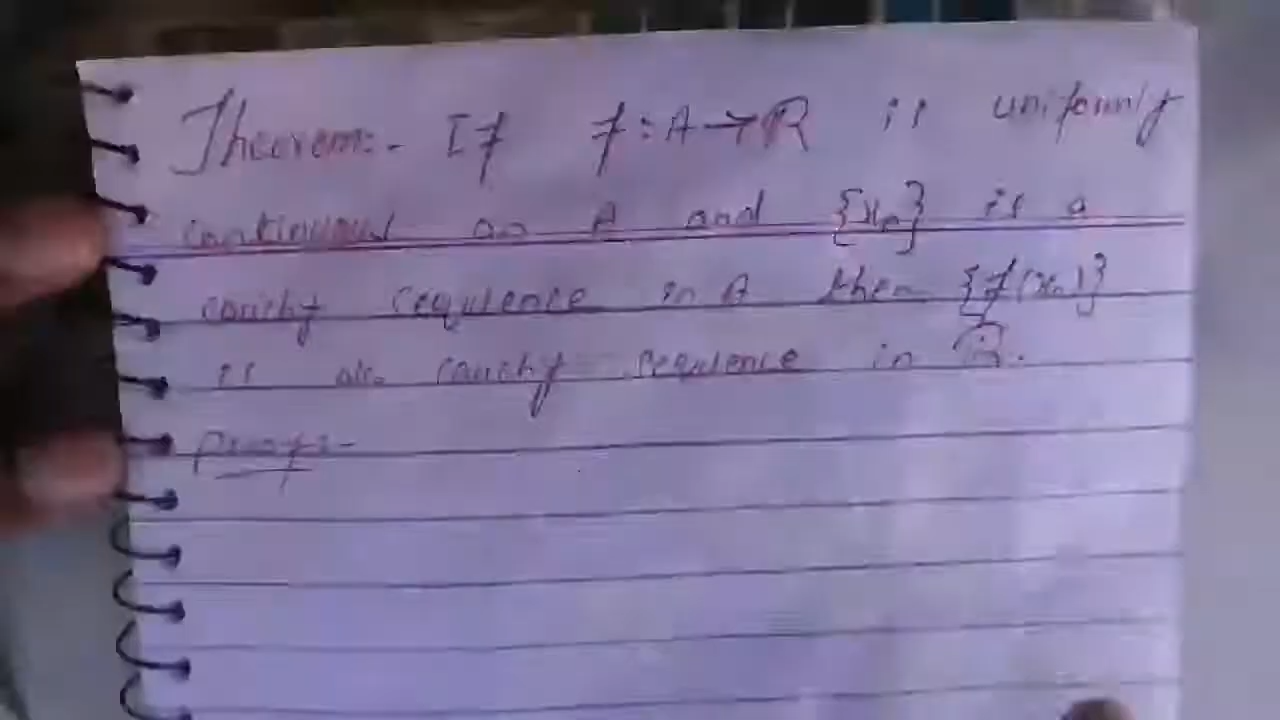 Theorem:- If f: A→R is uniformly
continuous on A and {xn} is a
cauchy sequence in A then {f(xn)}
is also cauchy sequence in R.
Proof:-